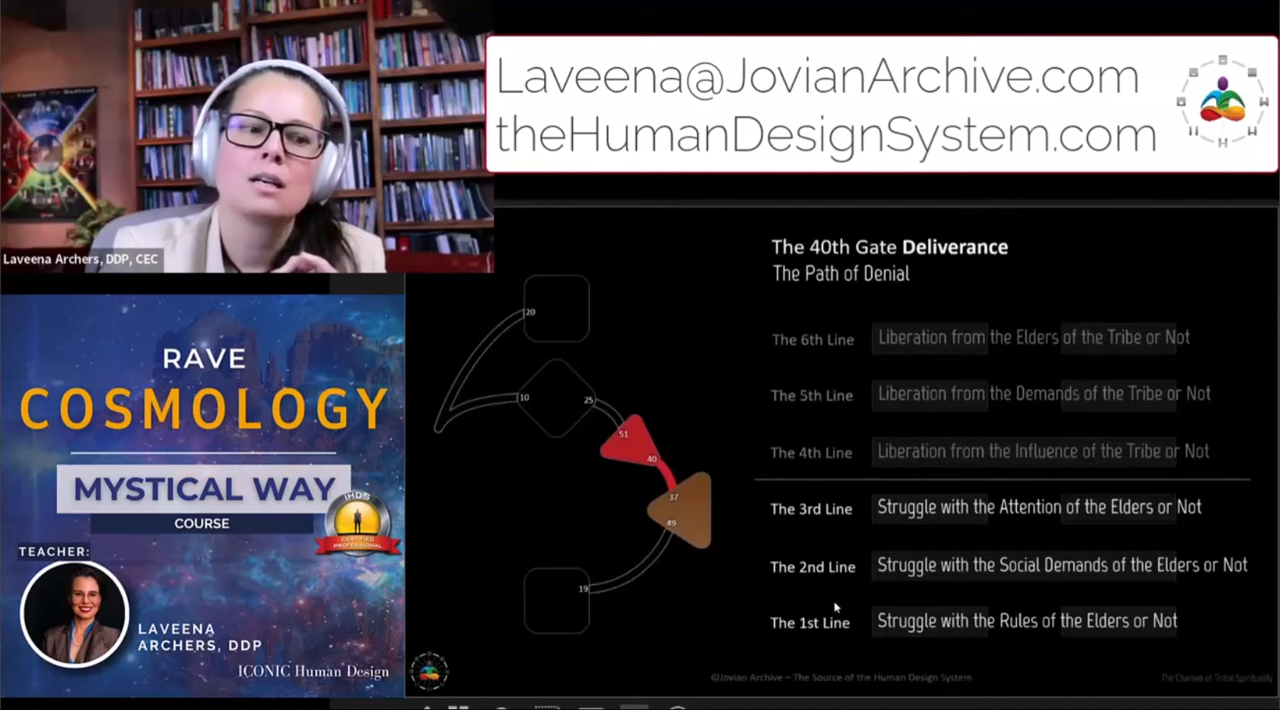 Laveena@JovianArchive.com
theHumanDesignSystem.com
Laveena Archers, DDP, CEC
RAVE
COSMOLOGY
MYSTICAL WAY
COURSE
IHDS
CERTIFIED
PROFESSIONAL
TEACHER:
LAVEENA
ARCHERS, DDP
ICONIC Human Design
20
10
25
51
40
37
49
19
The 40th Gate Deliverance
The Path of Denial
The 6th Line Liberation from the Elders of the Tribe or Not
The 5th Line Liberation from the Demands of the Tribe or Not
The 4th Line Liberation from the Influence of the Tribe or Not
The 3rd Line Struggle with the Attention of the Elders or Not
The 2nd Line Struggle with the Social Demands of the Elders or Not
The 1st Line Struggle with the Rules of the Elders or Not
©Jovian Archive – The Source of the Human Design System
The Channel of Tribal Spirituality